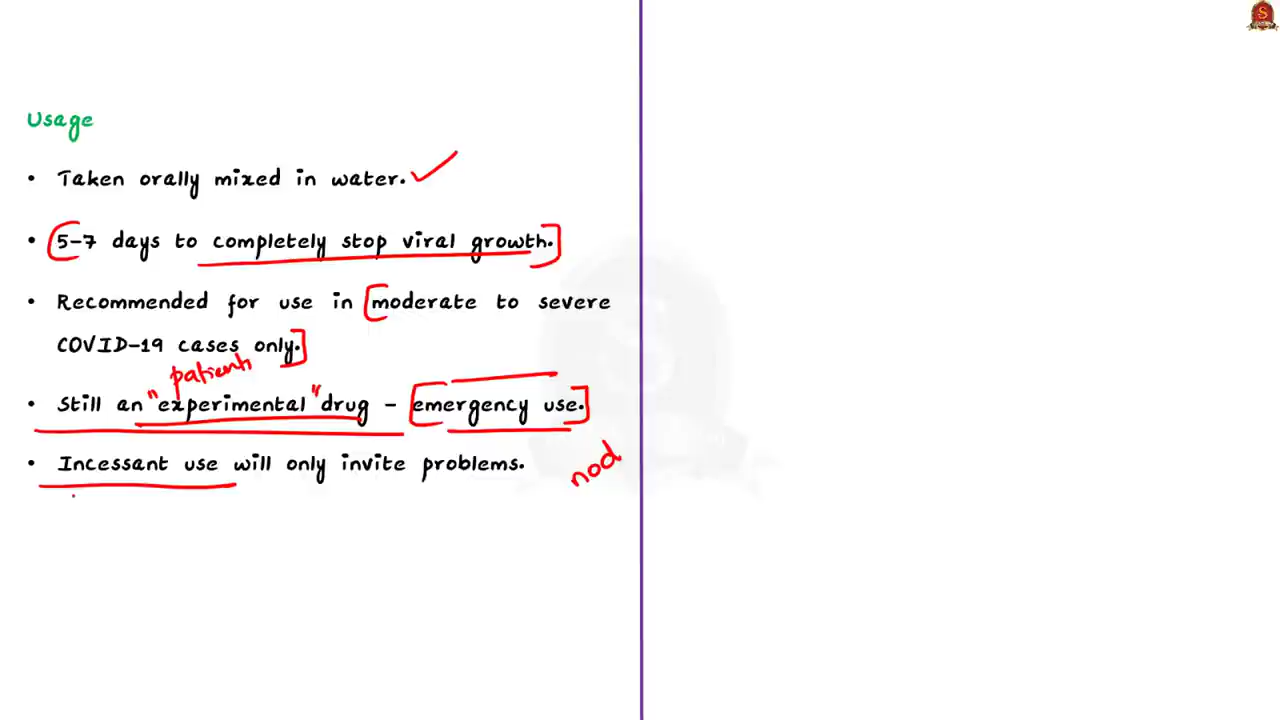 Usage
• Taken orally mixed in water.
• 5-7 days to completely stop viral growth.
• Recommended for use in moderate to severe
COVID-19 cases only.
patients
• Still an "experimental" drug - emergency use.
nod
• Incessant use will only invite problems.